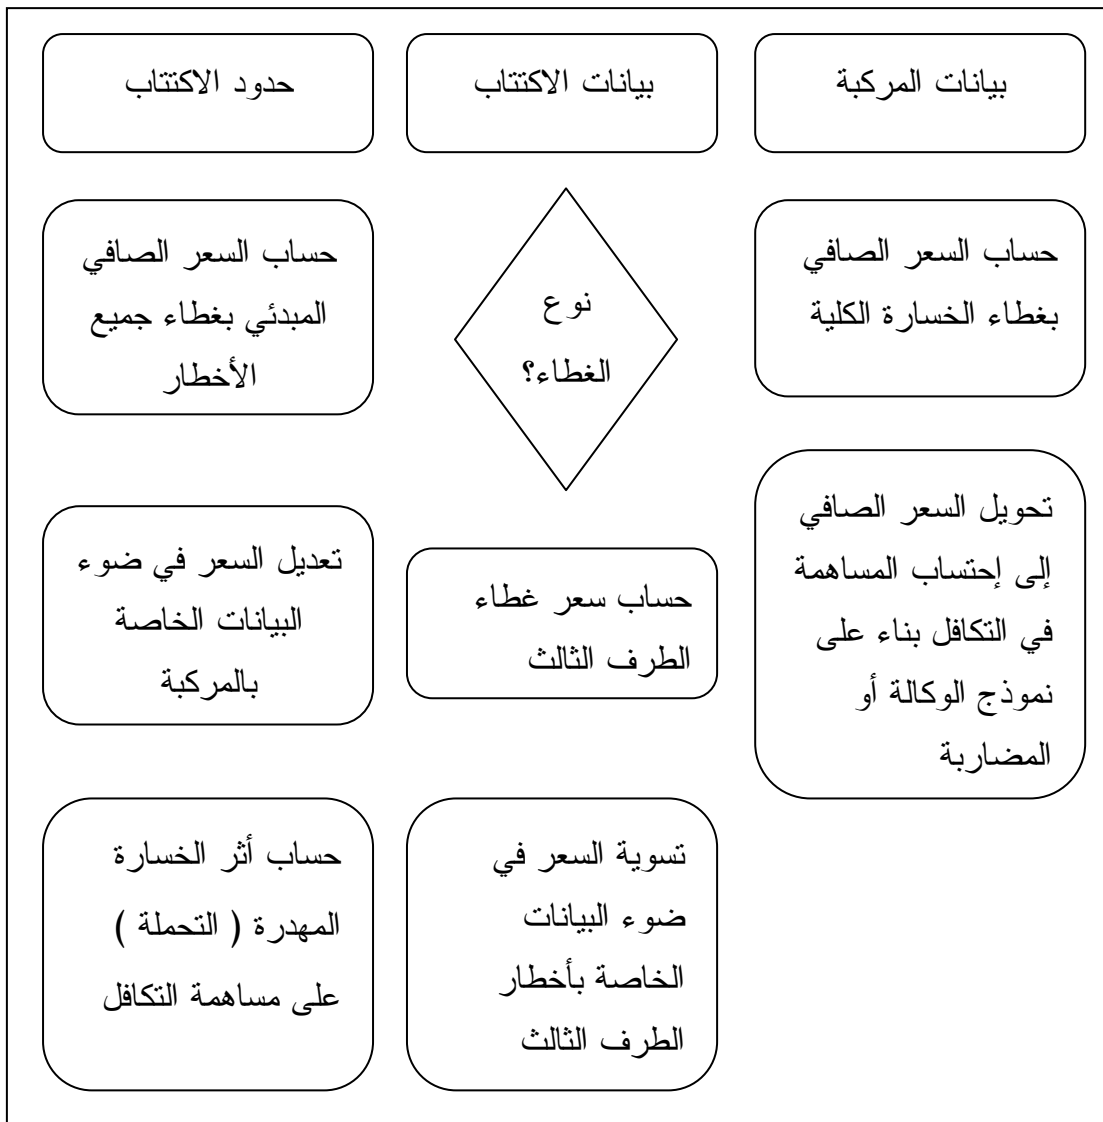 بيانات المركبة
بيانات الاكتتاب
حدود الاكتتاب
حساب السعر الصافي
بغطاء الخسارة الكلية
نوع
الغطاء؟
حساب السعر الصافي
المبدئي بغطاء جميع
الأخطار
تحويل السعر الصافي
إلى إحتساب المساهمة
في التكافل بناء على
نموذج الوكالة أو
المضاربة
حساب سعر غطاء
الطرف الثالث
تعديل السعر في ضوء
البيانات الخاصة
بالمركبة
تسوية السعر في
ضوء البيانات
الخاصة بأخطار
الطرف الثالث
حساب أثر الخسارة
المهدرة ( التحملة )
على مساهمة التكافل